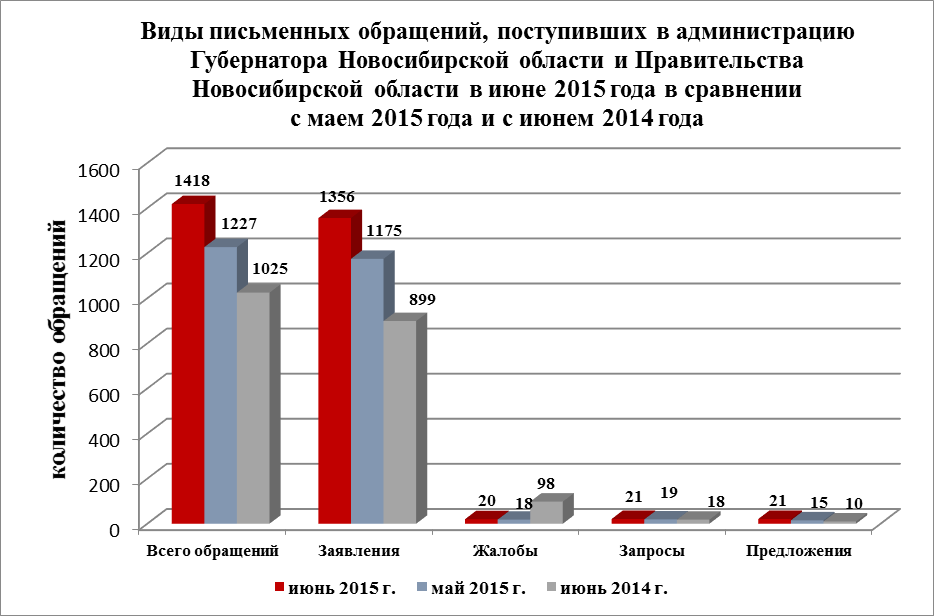 Виды письменных обращений, поступивших в администрацию
Губернатора Новосибирской области и Правительства
Новосибирской области в июне 2015 года в сравнении
с маем 2015 года и с июнем 2014 года
количество обращений
1600
1400
1200
1000
800
600
400
200
0
1418
1227
1025
1356
1175
899
20
18
98
21
19
18
21
15
10
Всего обращений
Заявления
Жалобы
Запросы
Предложения
июнь 2015 г.
май 2015 г.
июнь 2014 г.